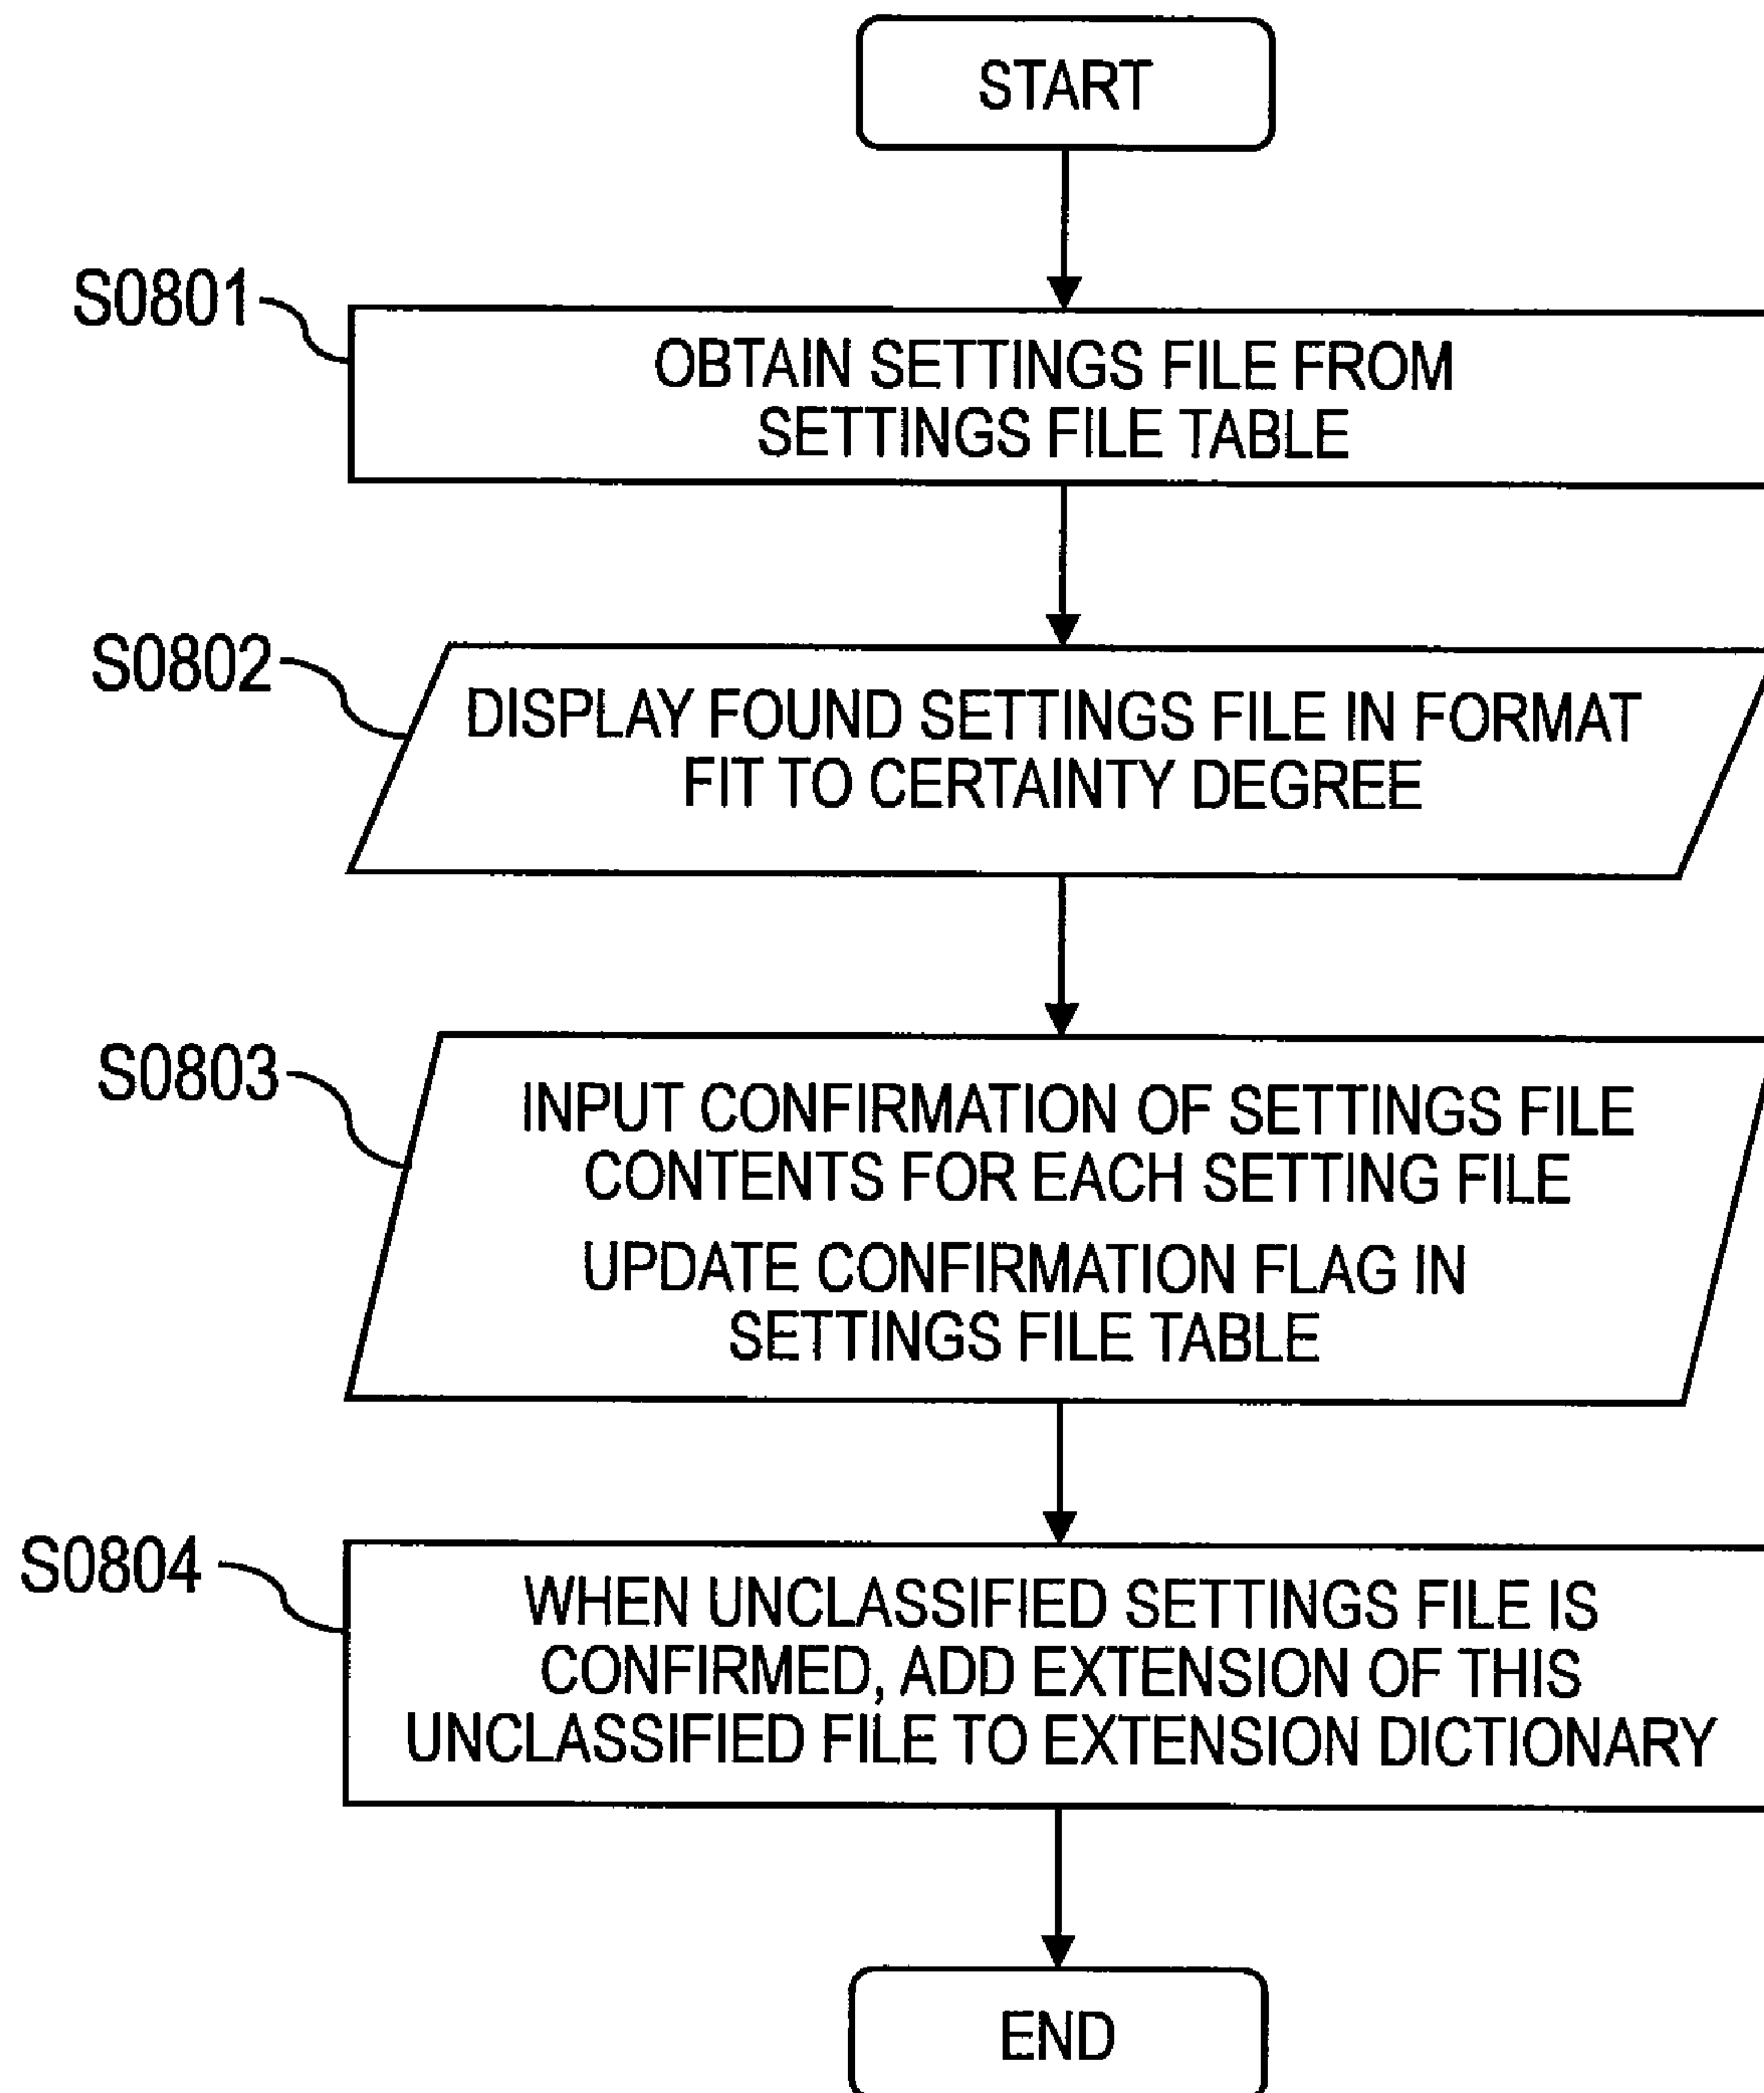 START
S0801
OBTAIN SETTINGS FILE FROM
SETTINGS FILE TABLE
S0802
DISPLAY FOUND SETTINGS FILE IN FORMAT
FIT TO CERTAINTY DEGREE
S0803
INPUT CONFIRMATION OF SETTINGS FILE
CONTENTS FOR EACH SETTING FILE
UPDATE CONFIRMATION FLAG IN
SETTINGS FILE TABLE
S0804
WHEN UNCLASSIFIED SETTINGS FILE IS
CONFIRMED, ADD EXTENSION OF THIS
UNCLASSIFIED FILE TO EXTENSION DICTIONARY
END